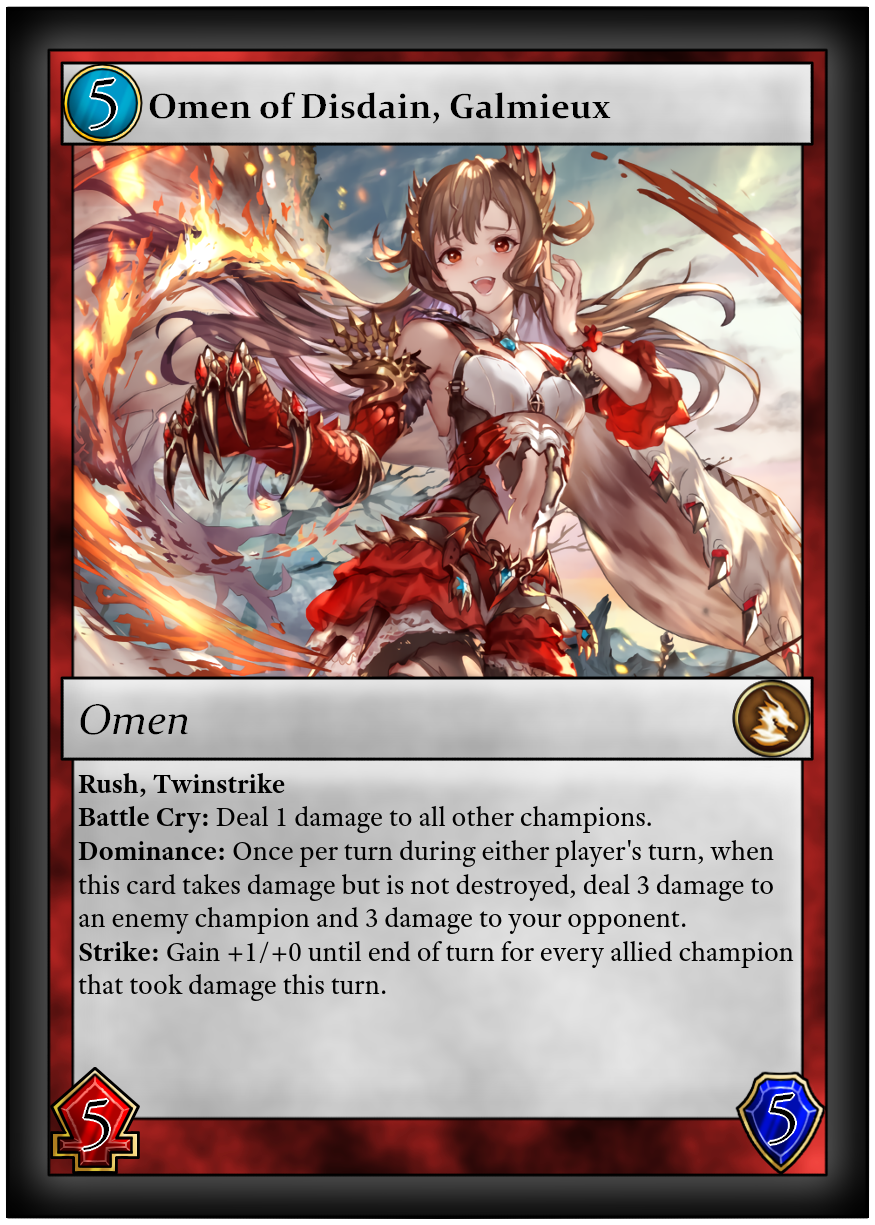 5 Omen of Disdain, Galmieux
Omen
Rush, Twinstrike
Battle Cry: Deal 1 damage to all other champions.
Dominance: Once per turn during either player's turn, when
this card takes damage but is not destroyed, deal 3 damage to
an enemy champion and 3 damage to your opponent.
Strike: Gain +1/+0 until end of turn for every allied champion
that took damage this turn.
5 5